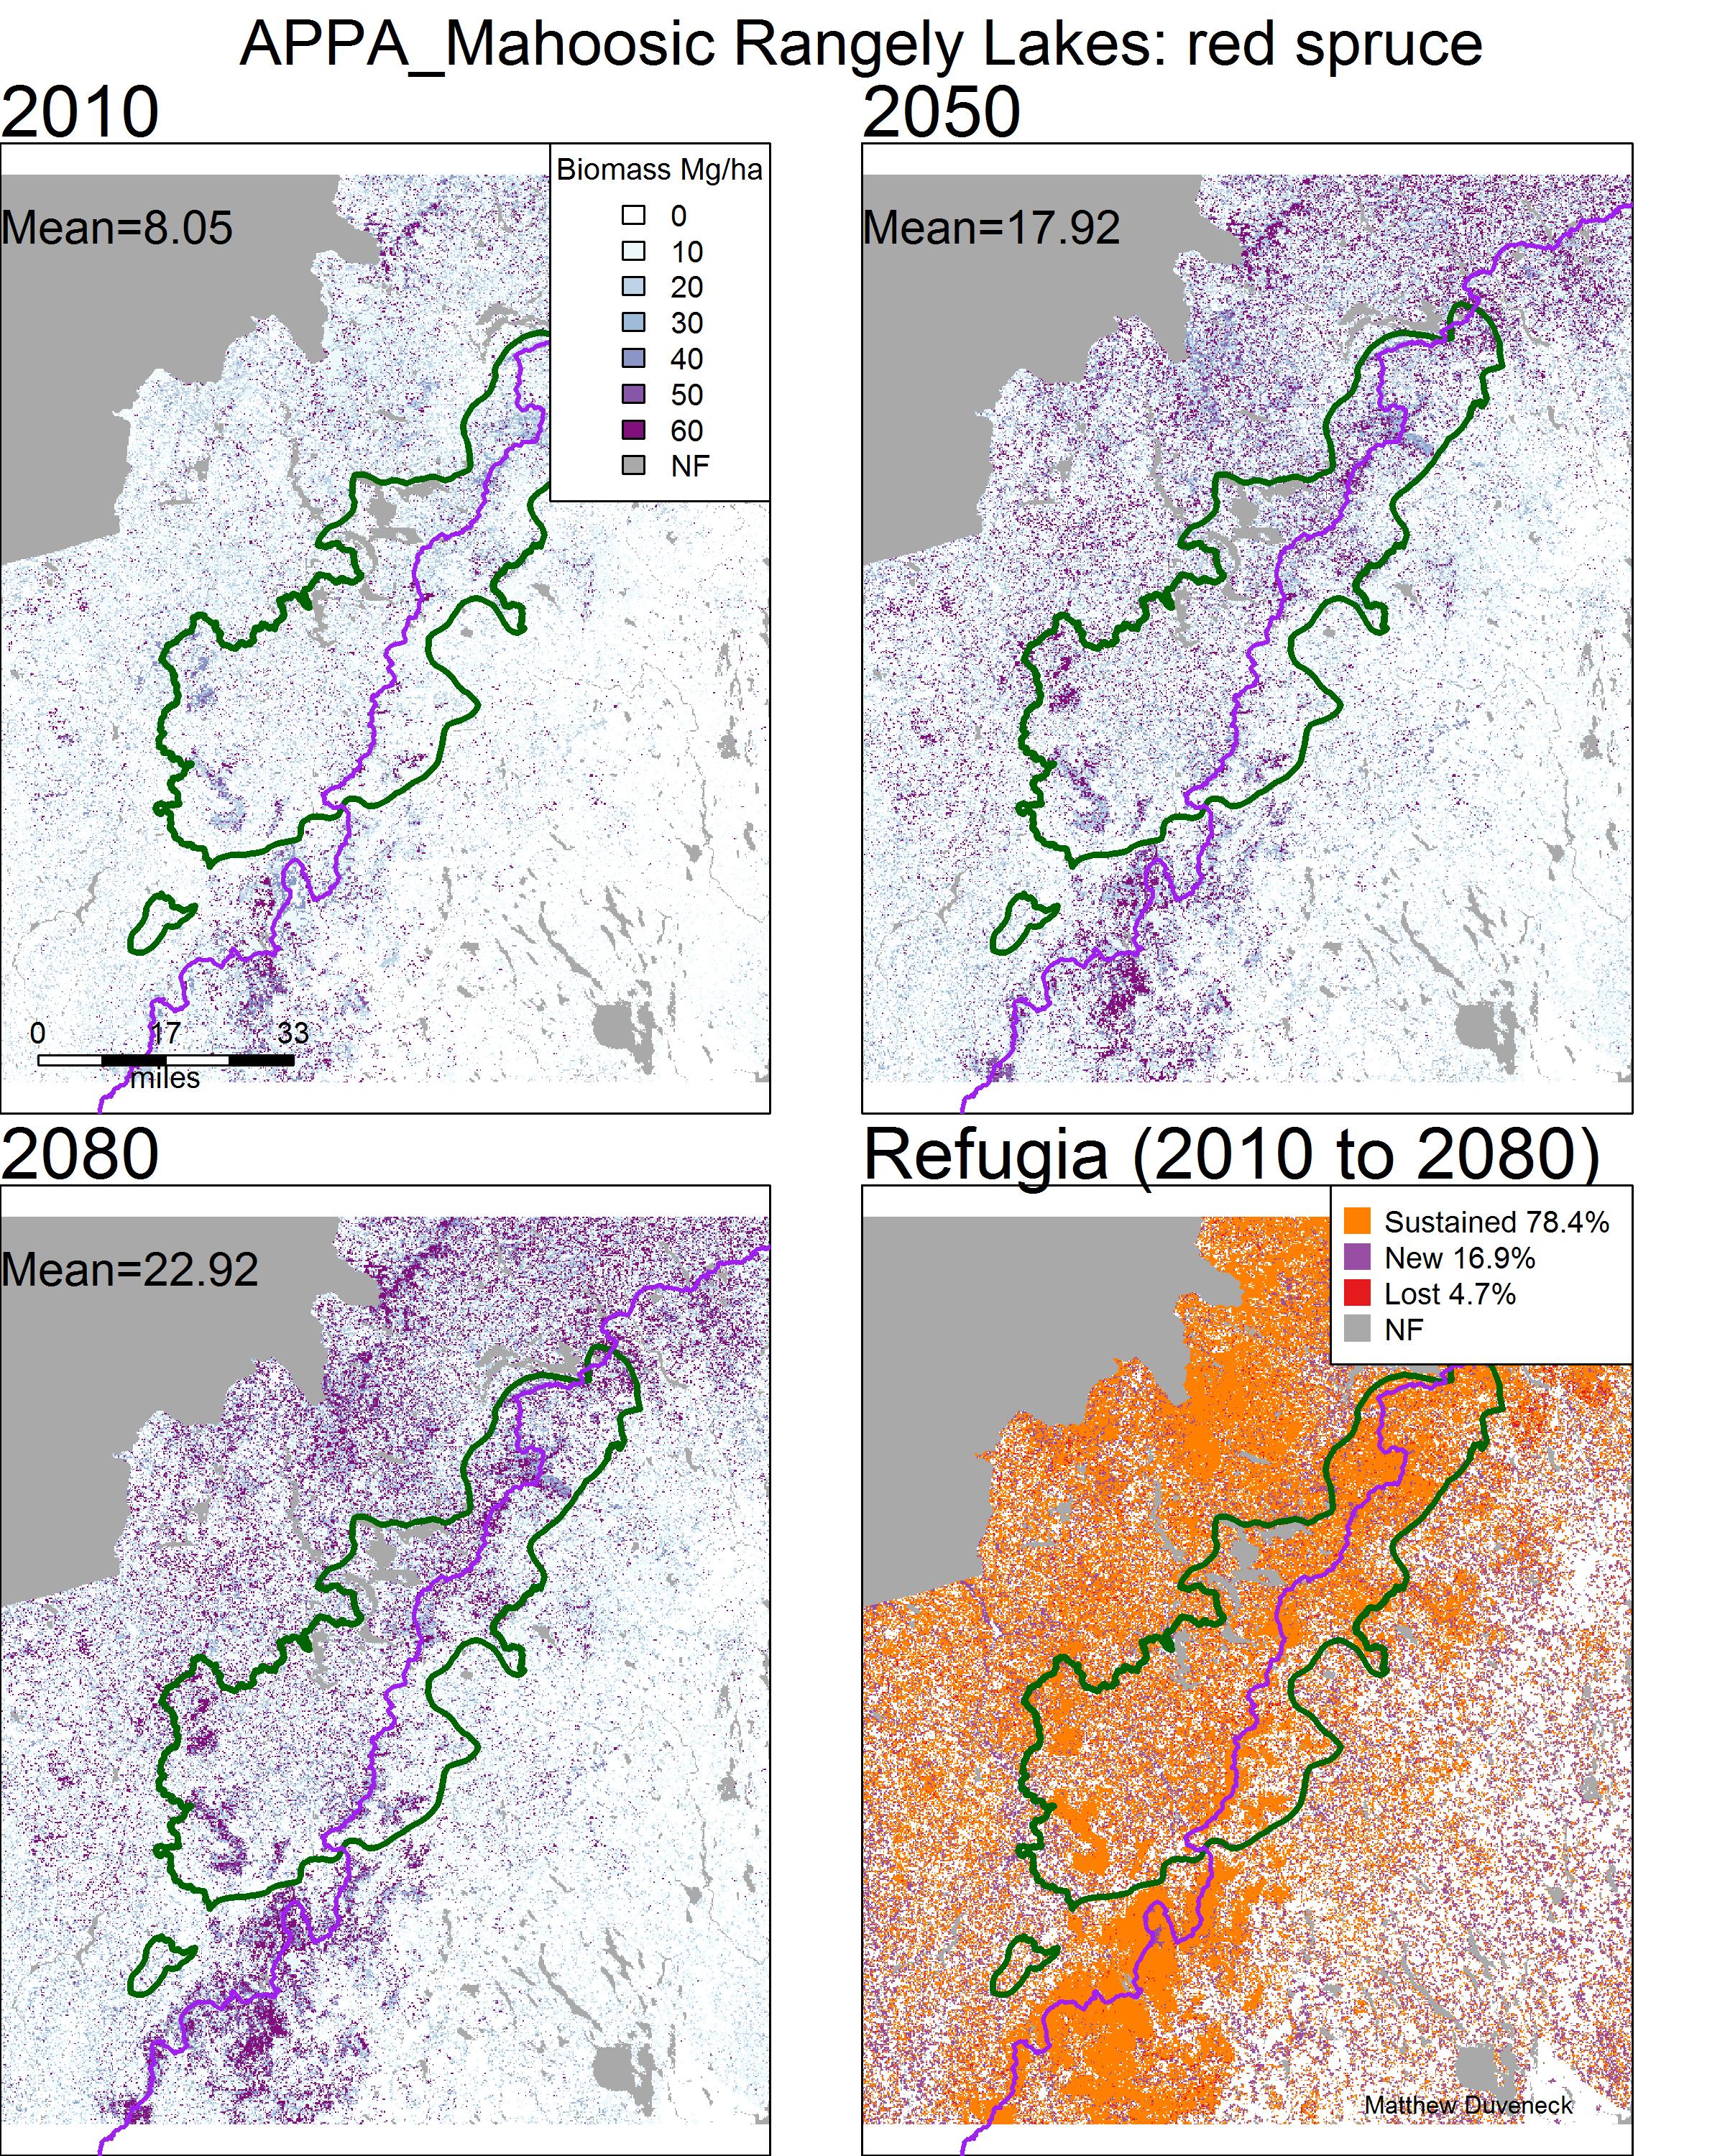 APPA_Mahoosic Rangely Lakes: red spruce
2010
2050
Mean=8.05
Biomass Mg/ha
0
10
20
30
40
50
60
NF
0 17 33
miles
Mean=17.92
2080
Refugia (2010 to 2080)
Mean=22.92
Sustained 78.4%
New 16.9%
Lost 4.7%
NF
Matthew Duveneck